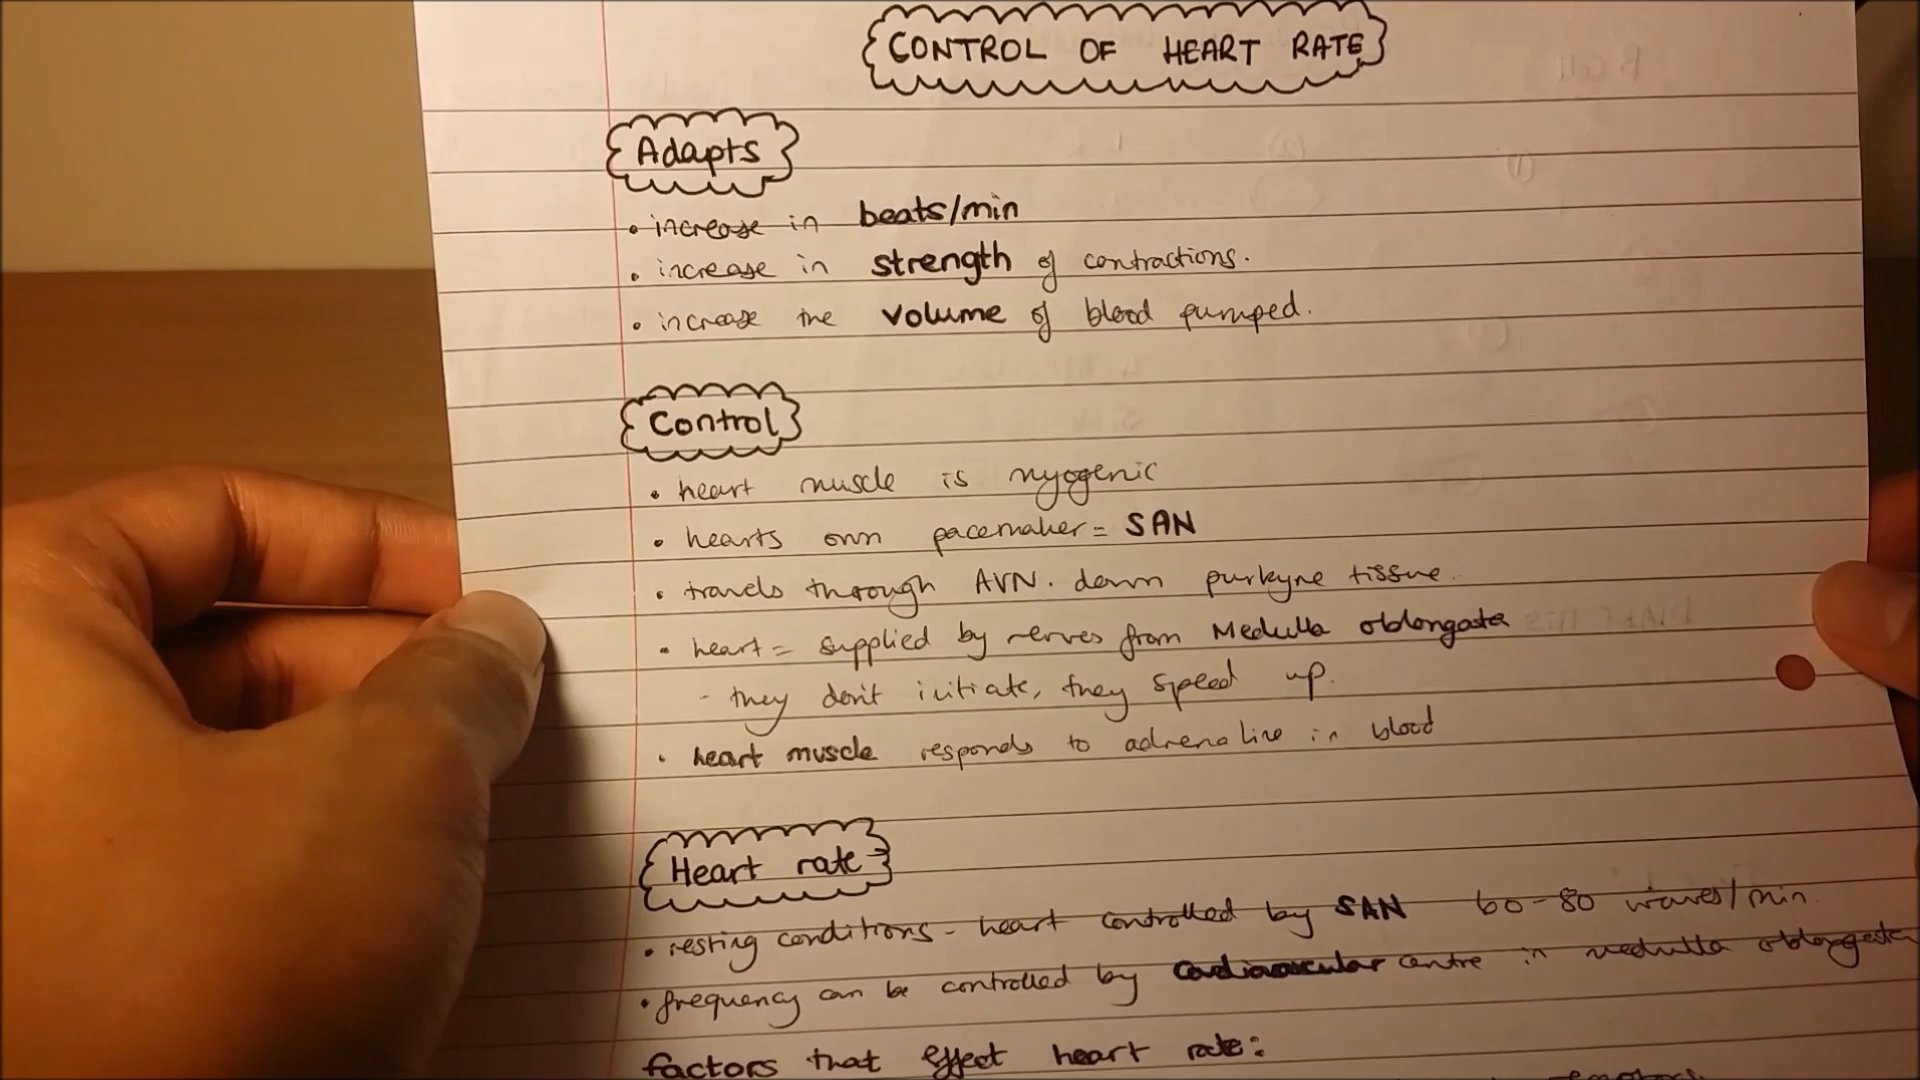 CONTROL OF HEART RATE
Adapts
• increase in beats/min
• increase in strength of contractions.
• increase the volume of blood pumped.
Control
• heart muscle is myogenic
• hearts own pacemaker = SAN
• travels through AVN. down purkyne tissue.
• heart = supplied by nerves from Medulla oblongata
- they don't initiate, they speed up.
• heart muscle responds to adrenaline in blood
Heart rate
• resting conditions - heart controlled by SAN 60-80 waves/min.
• frequency can be controlled by cardiovascular centre in medulla oblongata
factors that effect heart rate: